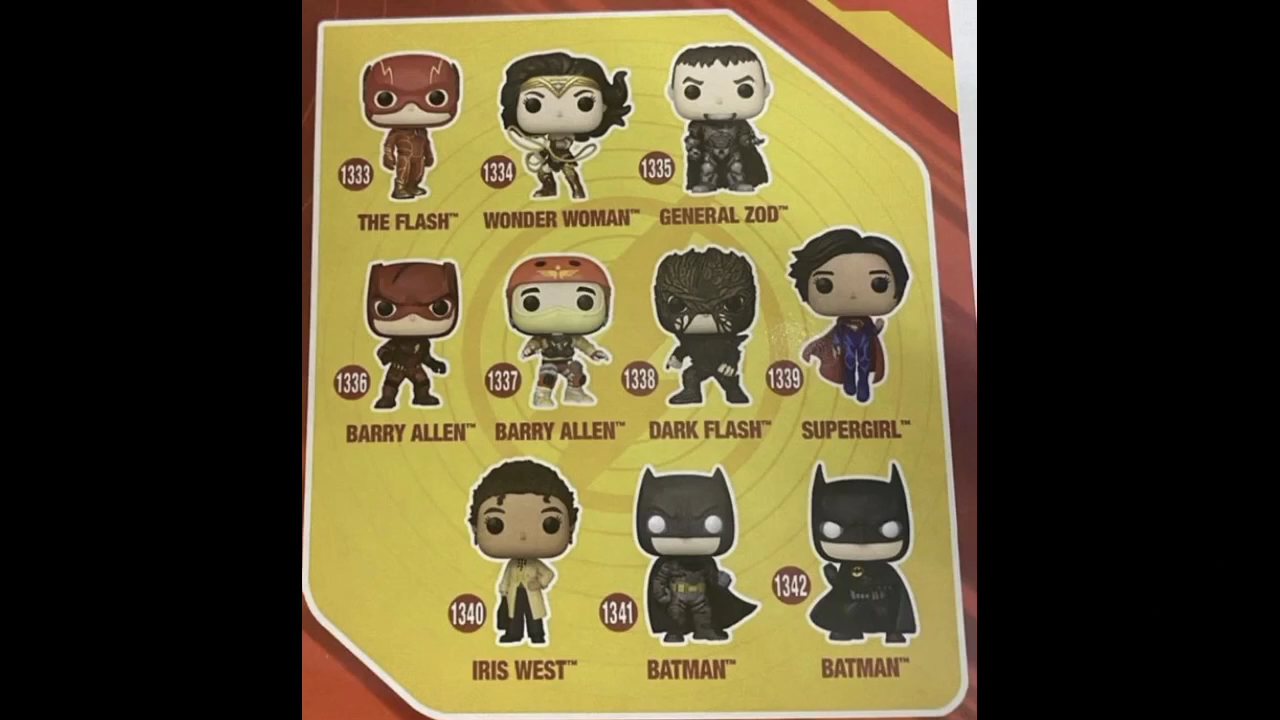 1333
THE FLASH™
1334
WONDER WOMAN™
1335
GENERAL ZOD™
1336
BARRY ALLEN™
1337
BARRY ALLEN™
1338
DARK FLASH™
1339
SUPERGIRL™
1340
IRIS WEST™
1341
BATMAN™
1342
BATMAN™